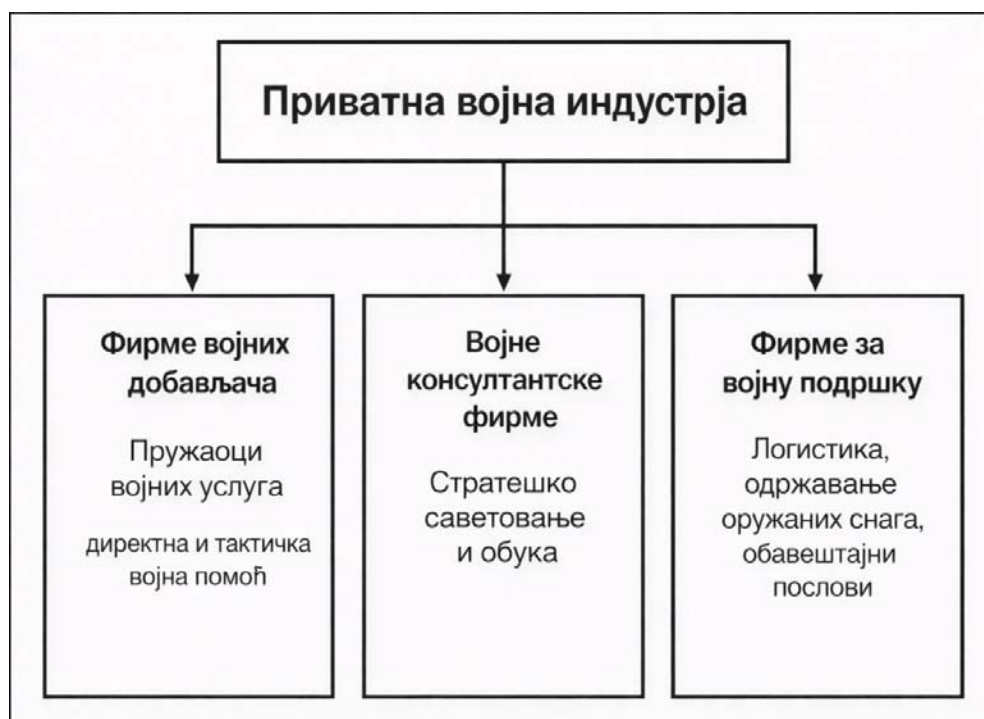 Приватна војна индустрја
Фирме војних
добављача
Пружаоци
војних услуга
директна и тактичка
војна помоћ
Војне
консултантске
фирме
Стратешко
саветовање
и обука
Фирме за
војну подршку
Логистика,
одржавање
оружаних снага,
обавештајни
послови